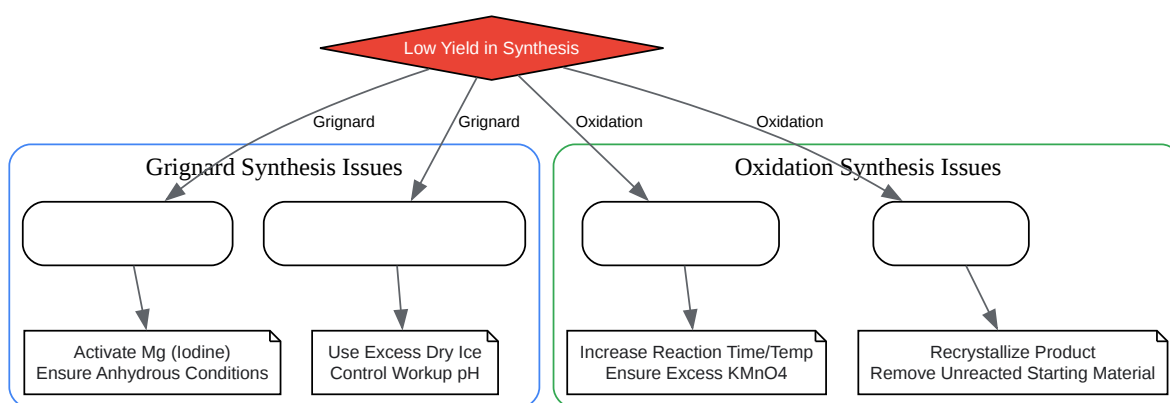 Low Yield in Synthesis
Grignard
Grignard
Oxidation
Oxidation
Grignard Synthesis Issues
Oxidation Synthesis Issues
Activate Mg (Iodine)
Ensure Anhydrous Conditions
Use Excess Dry Ice
Control Workup pH
Increase Reaction Time/Temp
Ensure Excess KMnO4
Recrystallize Product
Remove Unreacted Starting Material